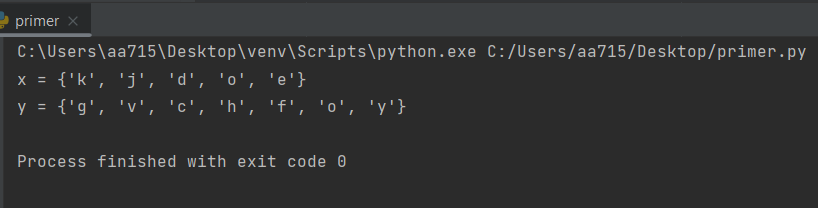 primer
C:\Users\aa715\Desktop\venv\Scripts\python.exe C:/Users/aa715/Desktop/primer.py
x = {'k', 'j', 'd', 'o', 'e'}
y = {'g', 'v', 'c', 'h', 'f', 'o', 'y'}
Process finished with exit code 0